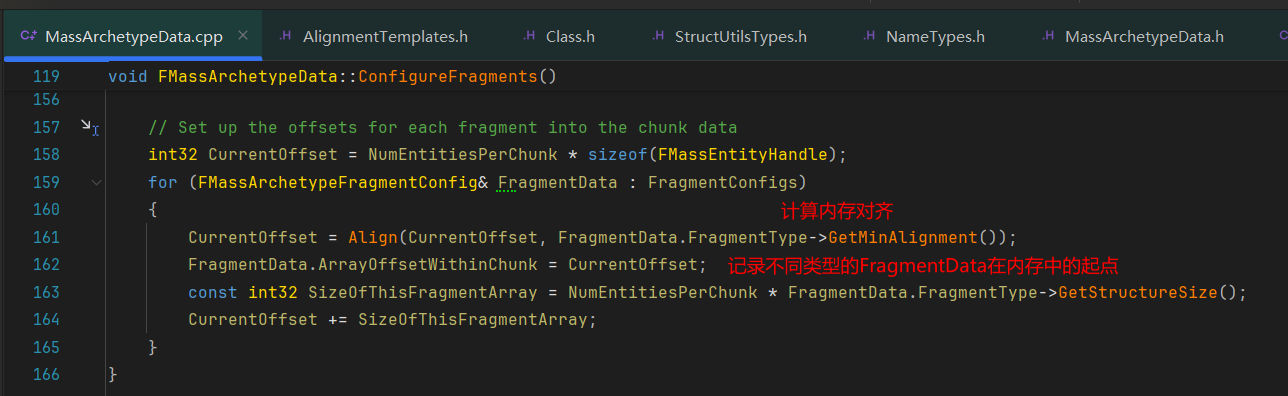 MassArchetypeData.cpp × .H AlignmentTemplates.h .H Class.h .H StructUtilsTypes.h .H NameTypes.h .H MassArchetypeData.h
119 void FMassArchetypeData::ConfigureFragments()
156
157 // Set up the offsets for each fragment into the chunk data
158 int32 CurrentOffset = NumEntitiesPerChunk * sizeof(FMassEntityHandle);
159 for (FMassArchetypeFragmentConfig& FragmentData : FragmentConfigs)
160 { 计算内存对齐
161 CurrentOffset = Align(CurrentOffset, FragmentData.FragmentType->GetMinAlignment());
162 FragmentData.ArrayOffsetWithinChunk = CurrentOffset; 记录不同类型的FragmentData在内存中的起点
163 const int32 SizeOfThisFragmentArray = NumEntitiesPerChunk * FragmentData.FragmentType->GetStructureSize();
164 CurrentOffset += SizeOfThisFragmentArray;
165 }
166 }